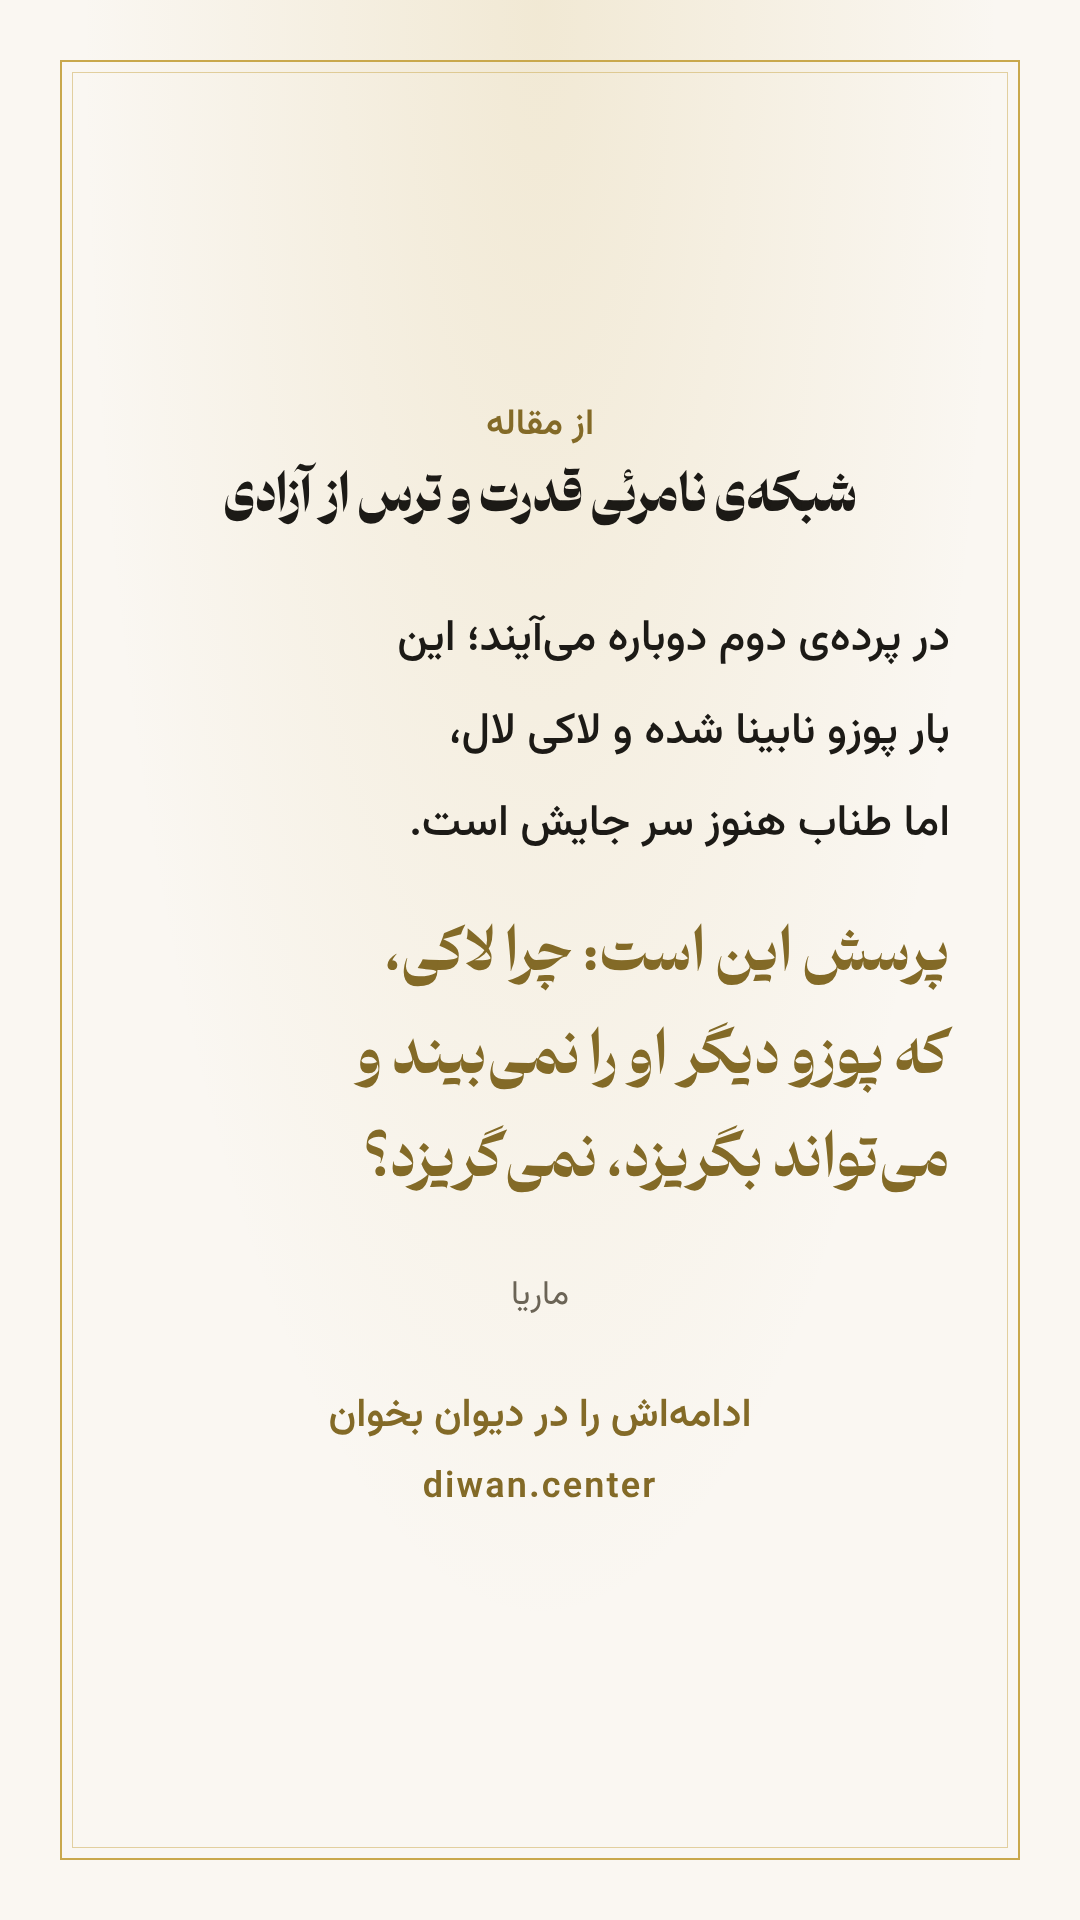 از مقاله
شبکه‌ی نامرئی قدرت و ترس از آزادی
در پرده‌ی دوم دوباره می‌آیند؛ این
بار پوزو نابینا شده و لاکی لال،
اما طناب هنوز سر جایش است.
پرسش این است: چرا لاکی،
که پوزو دیگر او را نمی‌بیند و
می‌تواند بگریزد، نمی‌گریزد؟
ماریا
ادامه‌اش را در دیوان بخوان
diwan.center